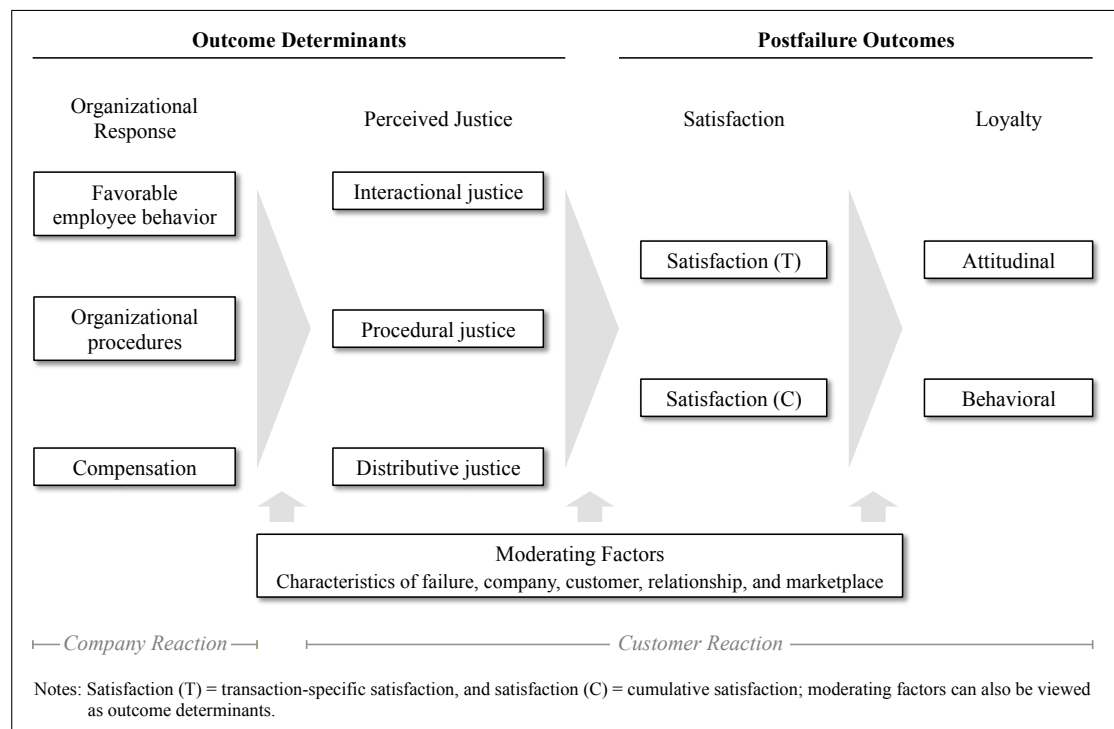 Outcome Determinants
Postfailure Outcomes
Organizational
Response
Perceived Justice
Satisfaction
Loyalty
Favorable
employee behavior
Interactional justice
Satisfaction (T)
Attitudinal
Organizational
procedures
Procedural justice
Satisfaction (C)
Behavioral
Compensation
Distributive justice
Moderating Factors
Characteristics of failure, company, customer, relationship, and marketplace
Company Reaction
Customer Reaction
Notes: Satisfaction (T) = transaction-specific satisfaction, and satisfaction (C) = cumulative satisfaction; moderating factors can also be viewed
as outcome determinants.